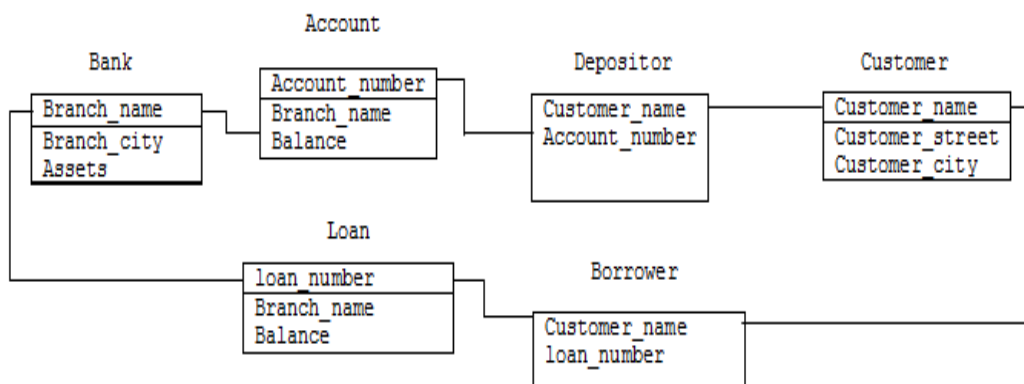 Account
Bank
Depositor
Customer
Account_number
Branch_name
Balance
Branch_name
Branch_city
Assets
Customer_name
Account_number
Customer_name
Customer_street
Customer_city
Loan
loan_number
Branch_name
Balance
Borrower
Customer_name
loan_number